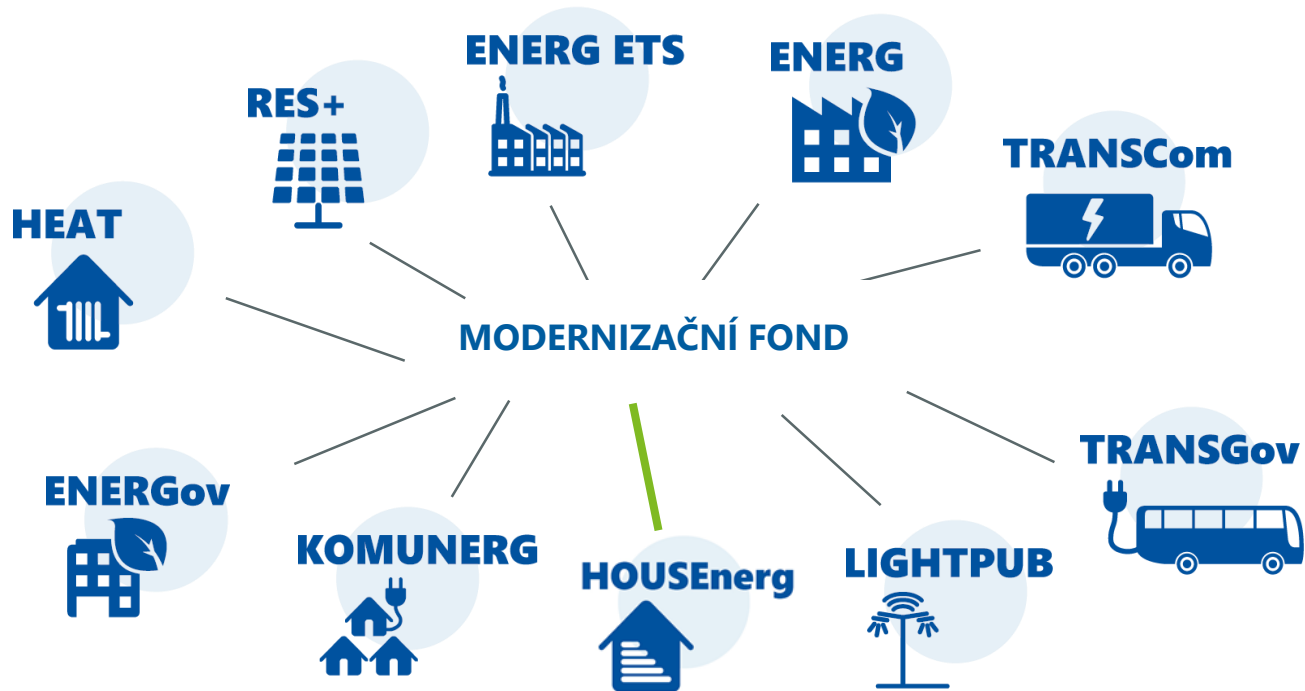 ENERG ETS
ENERG
RES+
TRANSCom
HEAT
MODERNIZAČNÍ FOND
TRANSGov
ENERGov
KOMUNERG
HOUSEnerg
LIGHTPUB